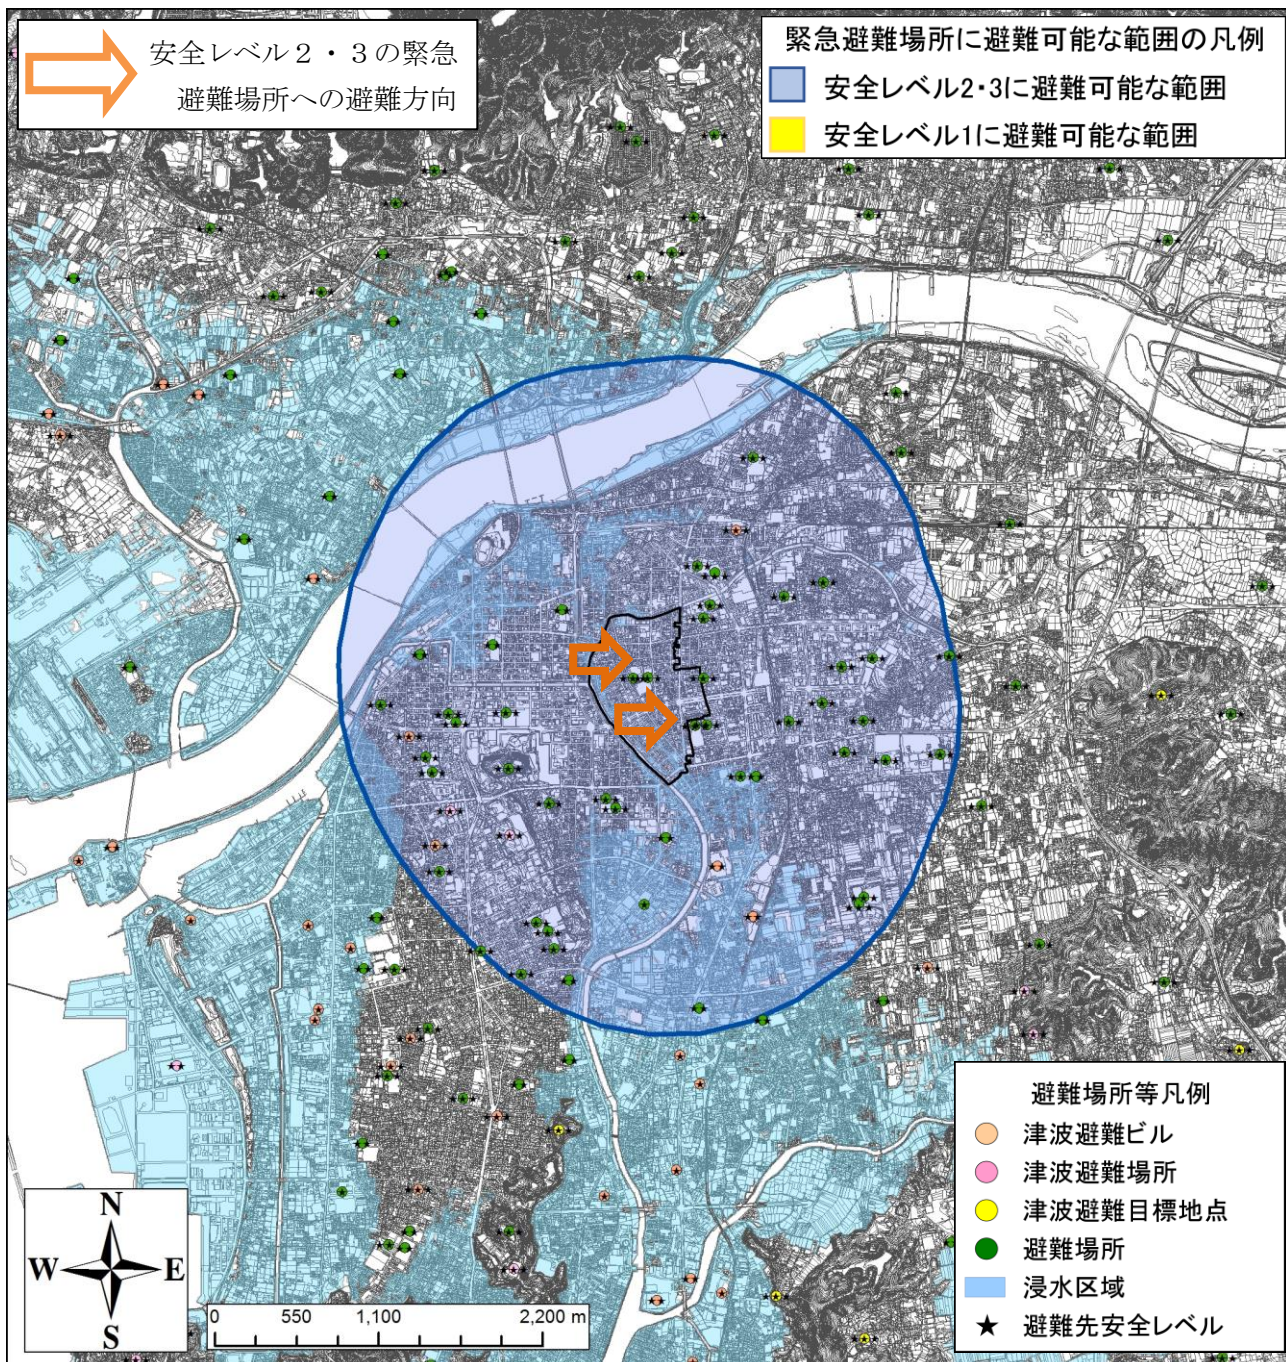 安全レベル２・３の緊急
避難場所への避難方向
緊急避難場所に避難可能な範囲の凡例
安全レベル2・3に避難可能な範囲
安全レベル1に避難可能な範囲
避難場所等凡例
津波避難ビル
津波避難場所
津波避難目標地点
避難場所
浸水区域
避難先安全レベル
N
W E
S
0 550 1,100 2,200 m